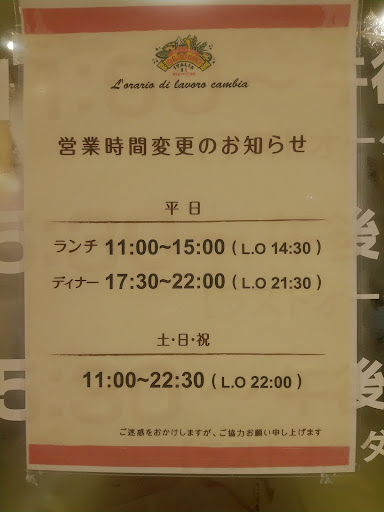 ITALIA
L'orario di lavoro cambia
営業時間変更のお知らせ
平日
ランチ 11:00~15:00 ( L.O 14:30 )
ディナー 17:30~22:00 ( L.O 21:30 )
土・日・祝
11:00~22:30 ( L.O 22:00 )
ご迷惑をおかけしますが、ご協力お願い申し上げます